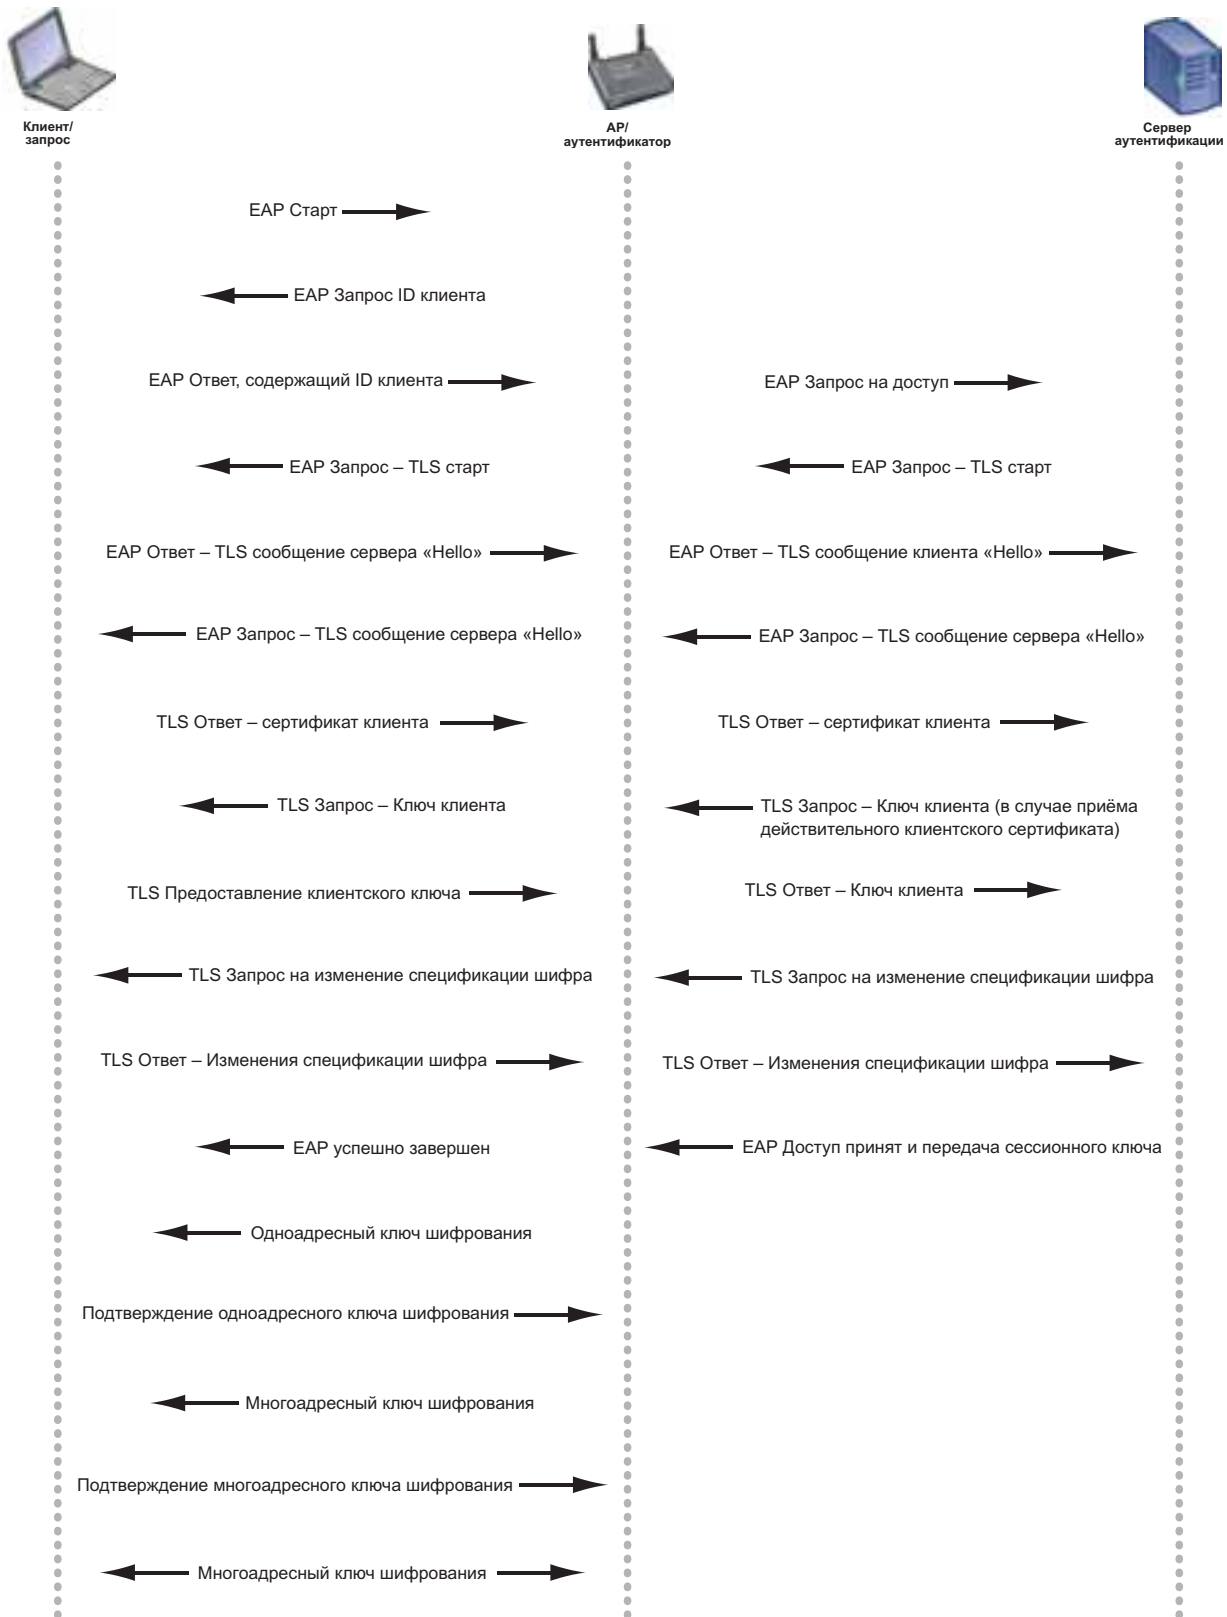 Клиент/
запрос
AP/
аутентификатор
Сервер
аутентификации
EAP Старт
EAP Запрос ID клиента
EAP Ответ, содержащий ID клиента
EAP Запрос на доступ
EAP Запрос – TLS старт
EAP Запрос – TLS старт
EAP Ответ – TLS сообщение сервера «Hello»
EAP Ответ – TLS сообщение клиента «Hello»
EAP Запрос – TLS сообщение сервера «Hello»
EAP Запрос – TLS сообщение сервера «Hello»
TLS Ответ – сертификат клиента
TLS Ответ – сертификат клиента
TLS Запрос – Ключ клиента
TLS Запрос – Ключ клиента (в случае приёма
действительного клиентского сертификата)
TLS Предоставление клиентского ключа
TLS Ответ – Ключ клиента
TLS Запрос на изменение спецификации шифра
TLS Запрос на изменение спецификации шифра
TLS Ответ – Изменения спецификации шифра
TLS Ответ – Изменения спецификации шифра
EAP успешно завершен
EAP Доступ принят и передача сессионного ключа
Одноадресный ключ шифрования
Подтверждение одноадресного ключа шифрования
Многоадресный ключ шифрования
Подтверждение многоадресного ключа шифрования
Многоадресный ключ шифрования